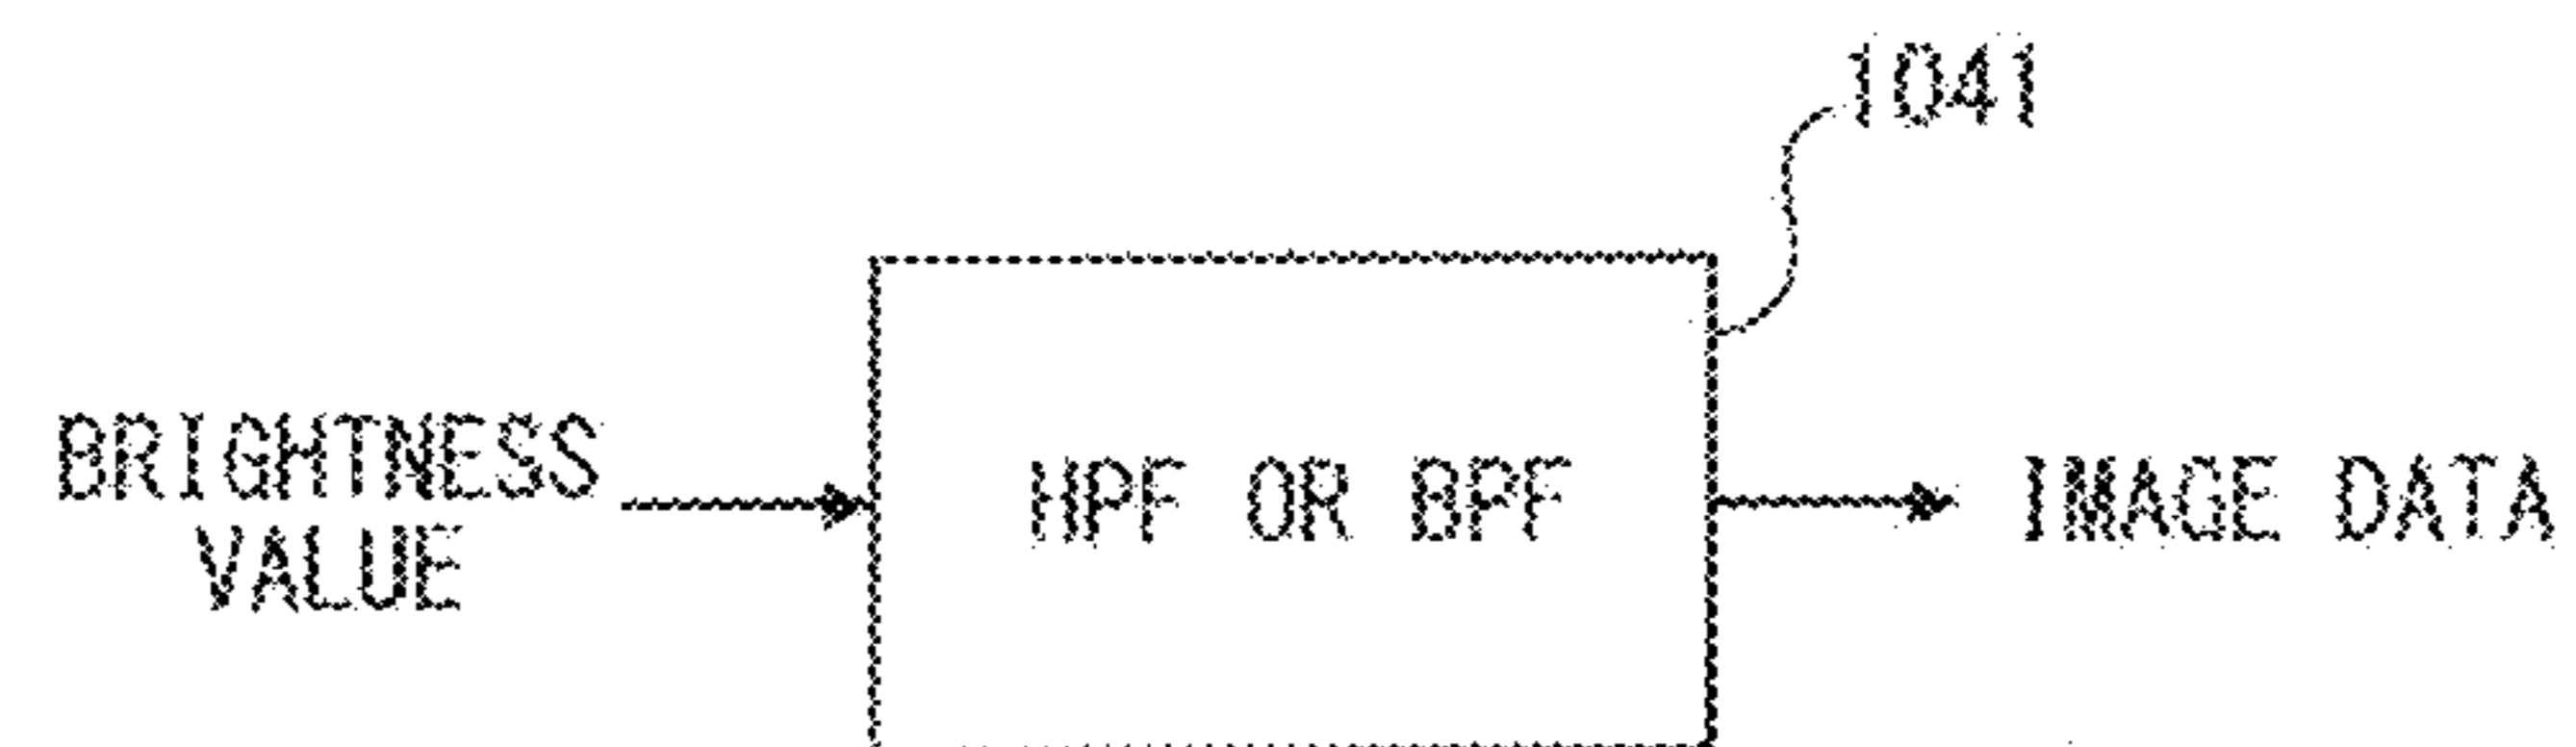 1041
BRIGHTNESS
VALUE
HPF OR BPF
IMAGE DATA